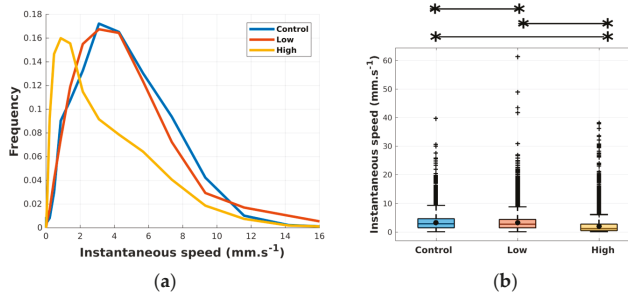 0.18
0.16
0.14
0.12
0.1
0.08
0.06
0.04
0.02
0
Frequency
Control
Low
High
0 2 4 6 8 10 12 14 16
Instantaneous speed (mm.s-1)
(a)
60
50
40
30
20
10
0
Instantaneous speed (mm.s-1)
Control Low High
(b)